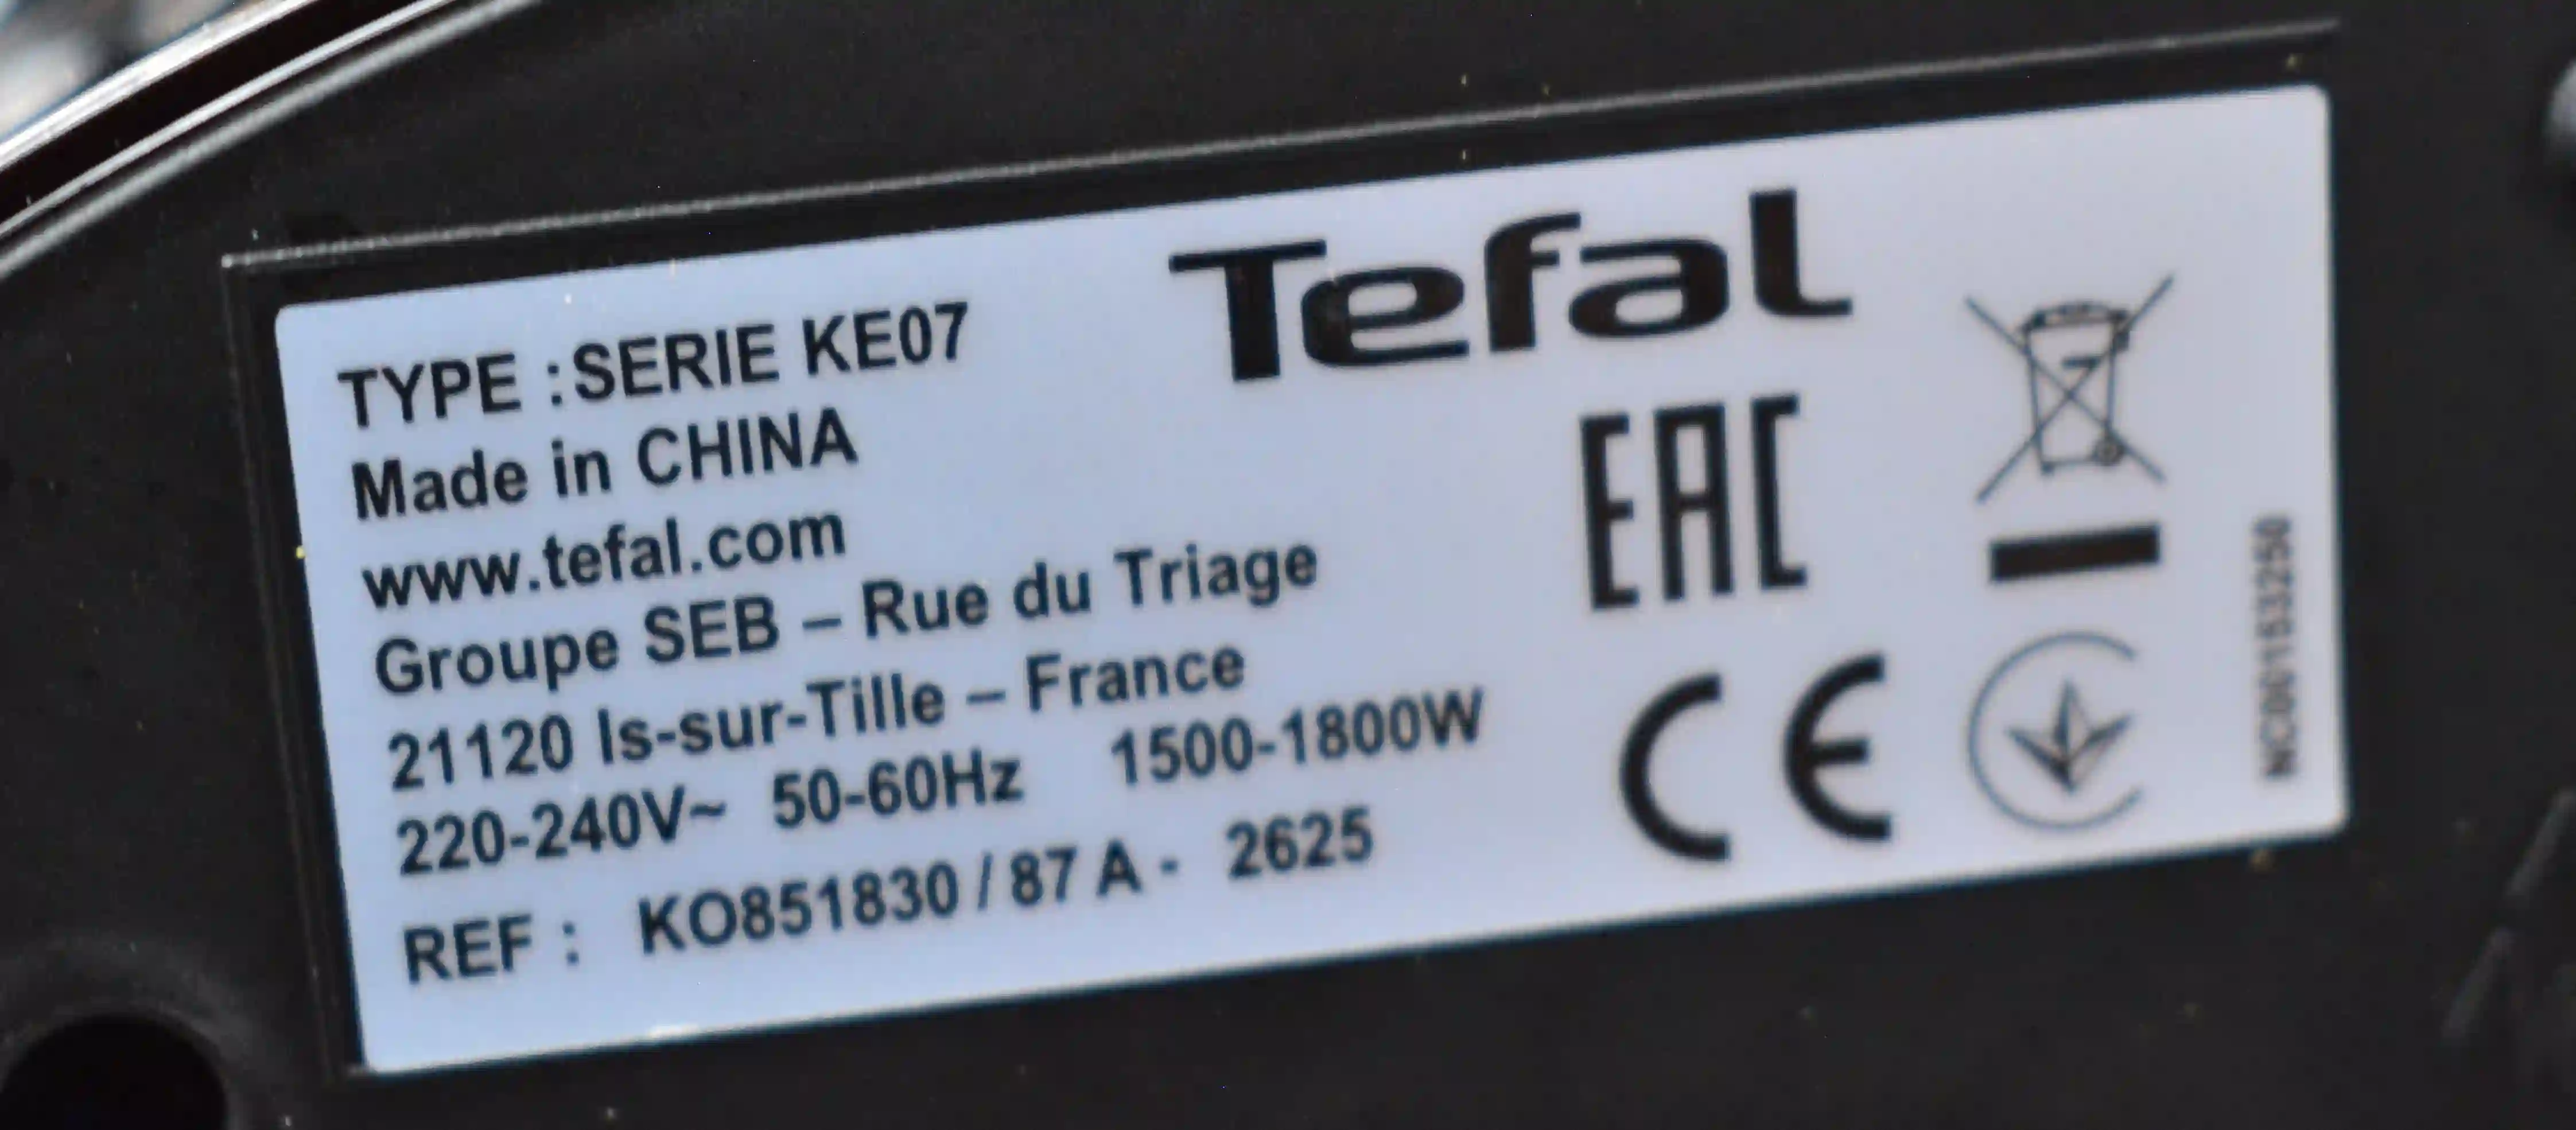 Tefal
TYPE :SERIE KE07
Made in CHINA
www.tefal.com
Groupe SEB – Rue du Triage
21120 Is-sur-Tille – France
220-240V~ 50-60Hz 1500-1800W
REF : KO851830 / 87 A - 2625
EAC
CE
NC00153250